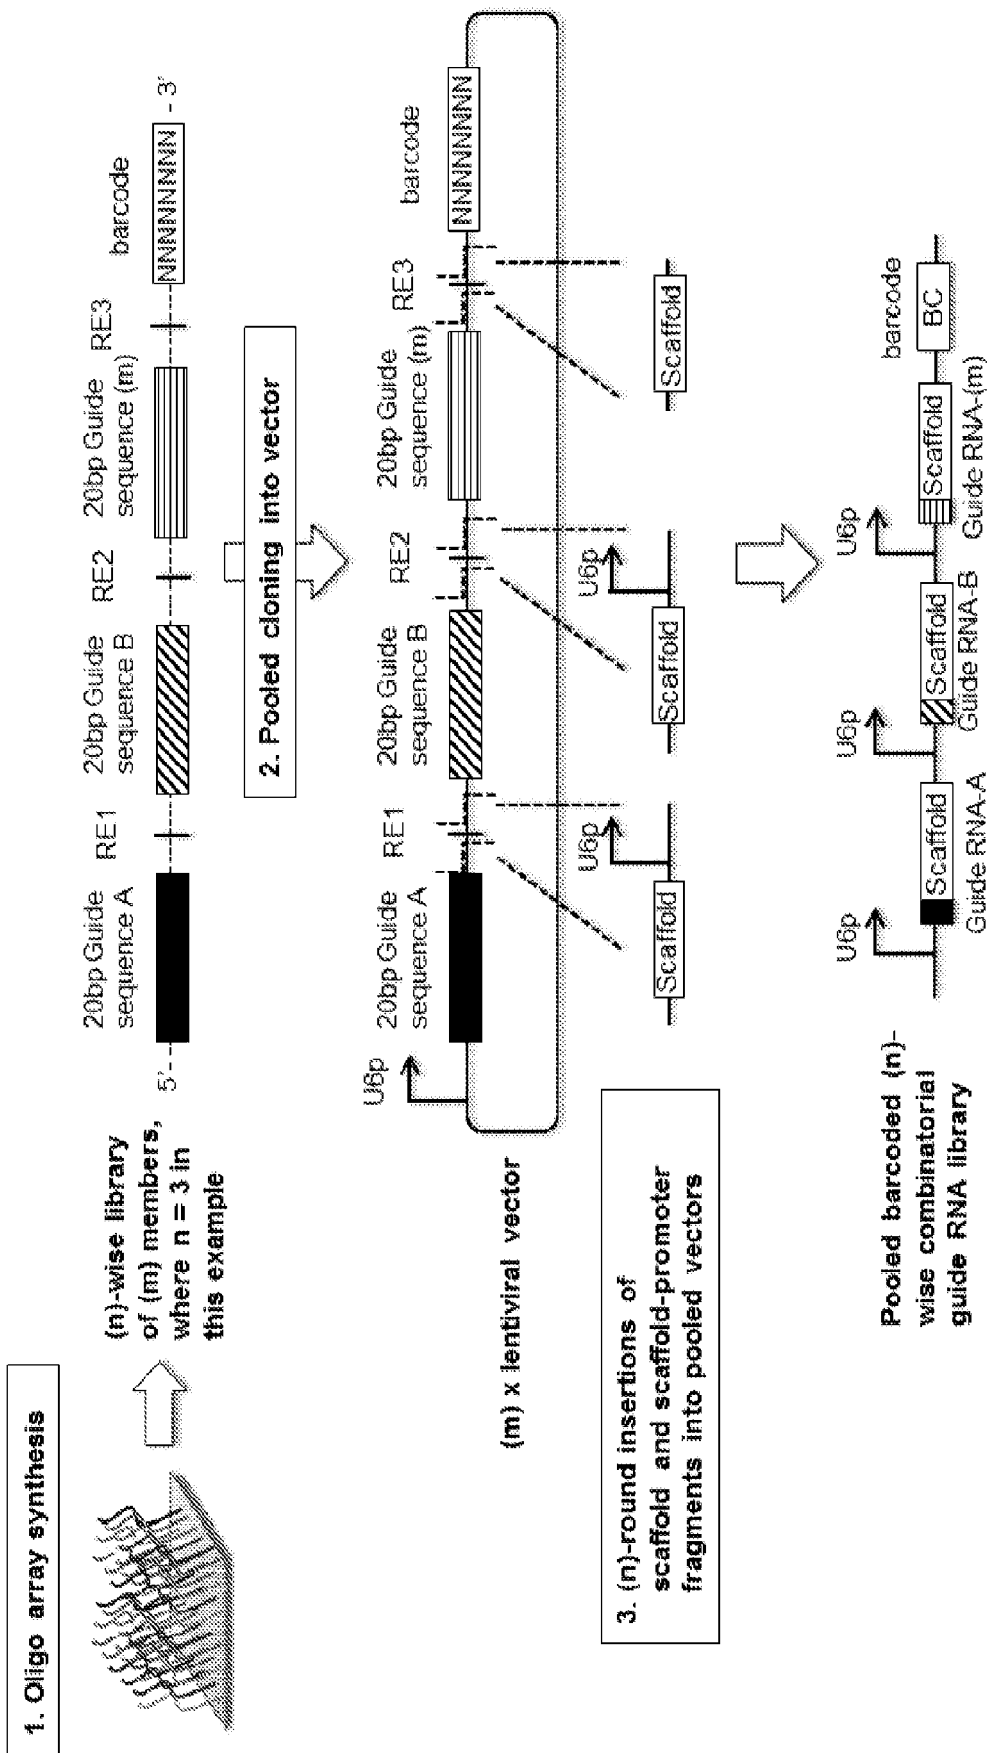 1. Oligo array synthesis
(n)-wise library
of (m) members,
where n = 3 in
this example
20bp Guide
sequence A
RE1
20bp Guide
sequence B
RE2
20bp Guide
sequence (m)
RE3
barcode
5'
NNNNNNNNN
3'
2. Pooled cloning into vector
U6p
20bp Guide
sequence A
RE1
20bp Guide
sequence B
RE2
20bp Guide
sequence (m)
RE3
barcode
NNNNNNNNN
(m) x lentiviral vector
3. (n)-round insertions of
scaffold and scaffold-promoter
fragments into pooled vectors
U6p
Scaffold
U6p
Scaffold
Scaffold
Pooled barcoded (n)-
wise combinatorial
guide RNA library
U6p
Scaffold
Guide RNA-A
U6p
Scaffold
Guide RNA-B
U6p
Scaffold
Guide RNA-(m)
barcode
BC